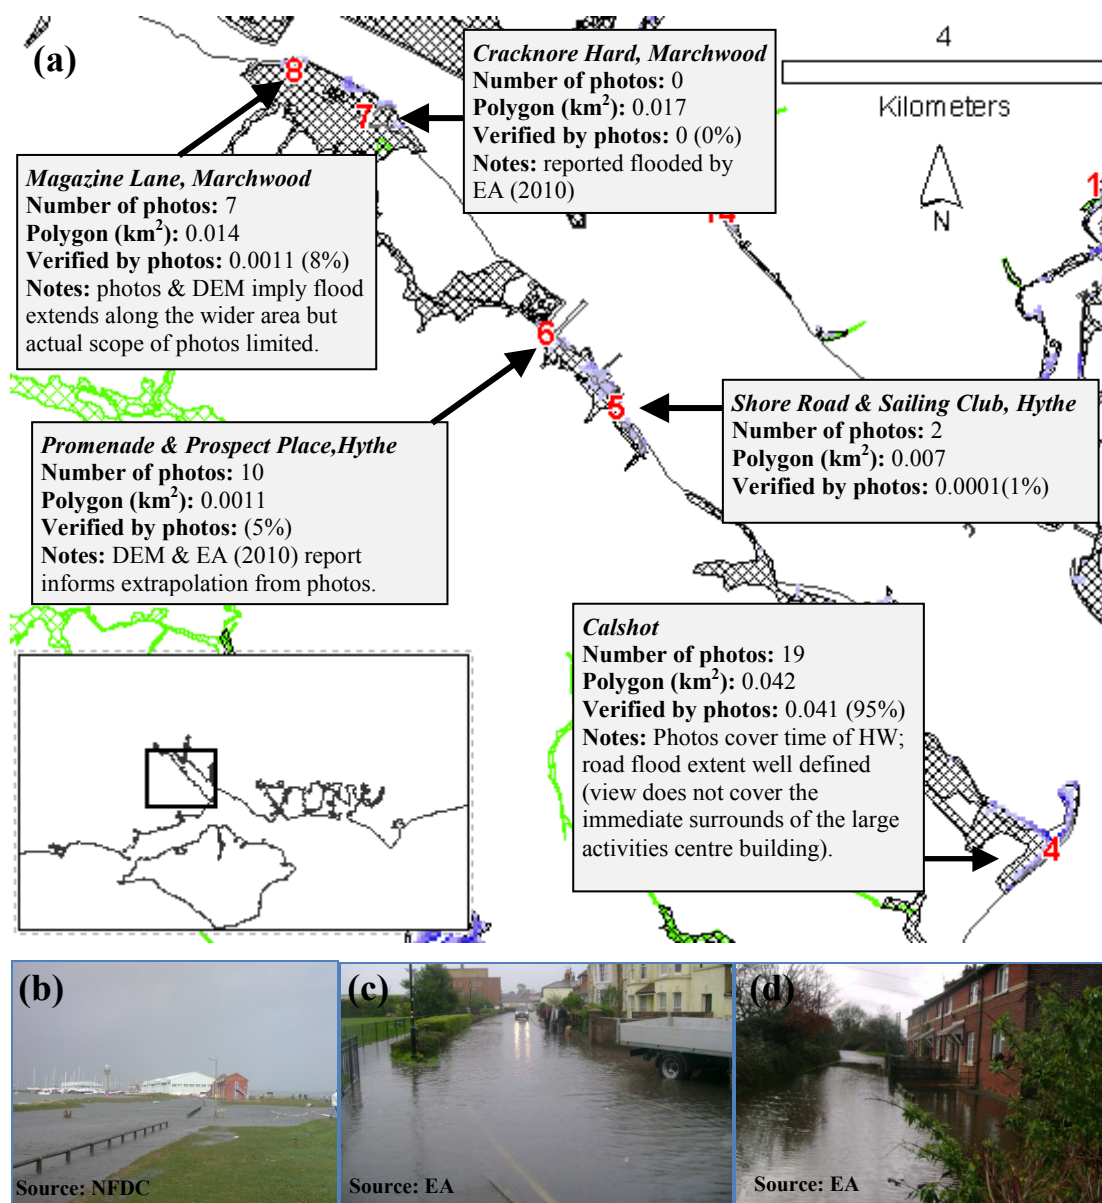 (a)
4
Kilometers
N
Cracknore Hard, Marchwood
Number of photos: 0
Polygon (km²): 0.017
Verified by photos: 0 (0%)
Notes: reported flooded by
EA (2010)
8
7
Magazine Lane, Marchwood
Number of photos: 7
Polygon (km²): 0.014
Verified by photos: 0.0011 (8%)
Notes: photos & DEM imply flood
extends along the wider area but
actual scope of photos limited.
14
1
6
5
Shore Road & Sailing Club, Hythe
Number of photos: 2
Polygon (km²): 0.007
Verified by photos: 0.0001(1%)
Promenade & Prospect Place,Hythe
Number of photos: 10
Polygon (km²): 0.0011
Verified by photos: (5%)
Notes: DEM & EA (2010) report
informs extrapolation from photos.
Calshot
Number of photos: 19
Polygon (km²): 0.042
Verified by photos: 0.041 (95%)
Notes: Photos cover time of HW;
road flood extent well defined
(view does not cover the
immediate surrounds of the large
activities centre building).
4
(b)
Source: NFDC
(c)
Source: EA
(d)
Source: EA